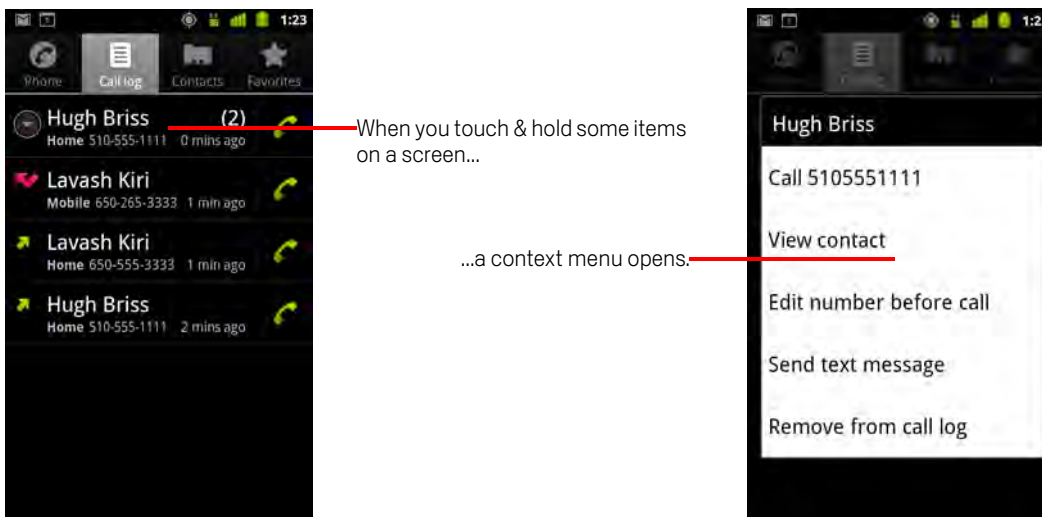 1:23
Phone Call log Contacts Favorites
Hugh Briss (2)
Home 510-555-1111 0 mins ago
Lavash Kiri
Mobile 650-265-3333 1 min ago
Lavash Kiri
Home 650-555-3333 1 min ago
Hugh Briss
Home 510-555-1111 2 mins ago
When you touch & hold some items
on a screen...
...a context menu opens.
1:2
Hugh Briss
Call 5105551111
View contact
Edit number before call
Send text message
Remove from call log